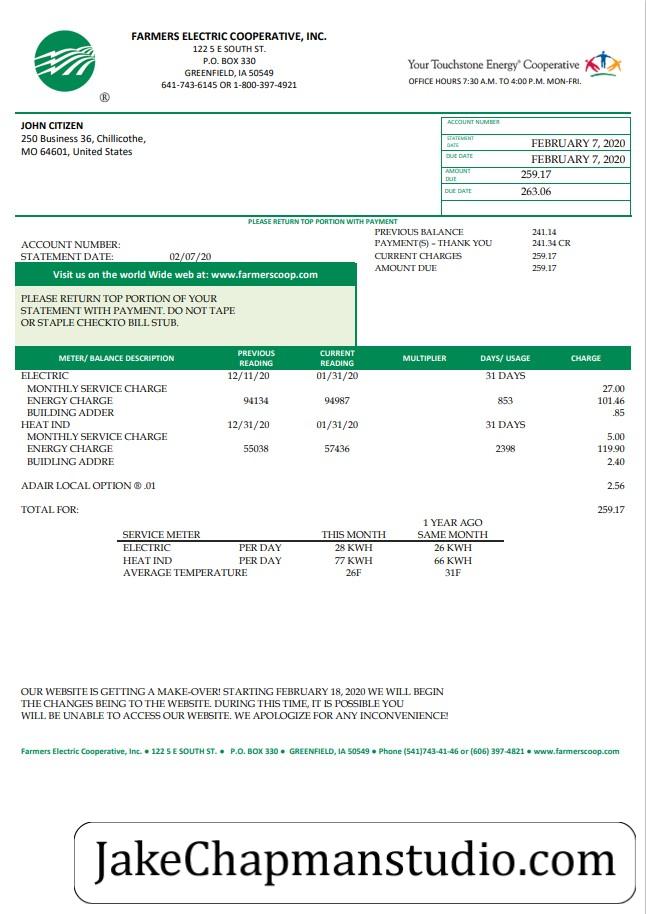 FARMERS ELECTRIC COOPERATIVE, INC.
122 5 E SOUTH ST.
P.O. BOX 330
GREENFIELD, IA 50549
641-743-6145 OR 1-800-397-4921
®
Your Touchstone Energy® Cooperative
OFFICE HOURS 7:30 A.M. TO 4:00 P.M. MON-FRI.
JOHN CITIZEN
250 Business 36, Chillicothe,
MO 64601, United States
ACCOUNT NUMBER
STATEMENT DATE FEBRUARY 7, 2020
DUE DATE FEBRUARY 7, 2020
AMOUNT DUE 259.17
DUE DATE 263.06
PLEASE RETURN TOP PORTION WITH PAYMENT
PREVIOUS BALANCE 241.14
PAYMENT(S) – THANK YOU 241.34 CR
CURRENT CHARGES 259.17
AMOUNT DUE 259.17
ACCOUNT NUMBER:
STATEMENT DATE: 02/07/20
Visit us on the world Wide web at: www.farmerscoop.com
PLEASE RETURN TOP PORTION OF YOUR
STATEMENT WITH PAYMENT. DO NOT TAPE
OR STAPLE CHECKTO BILL STUB.
METER/ BALANCE DESCRIPTION PREVIOUS READING CURRENT READING MULTIPLIER DAYS/ USAGE CHARGE
ELECTRIC 12/11/20 01/31/20 31 DAYS
MONTHLY SERVICE CHARGE 27.00
ENERGY CHARGE 94134 94987 853 101.46
BUILDING ADDER .85
HEAT IND 12/31/20 01/31/20 31 DAYS
MONTHLY SERVICE CHARGE 5.00
ENERGY CHARGE 55038 57436 2398 119.90
BUIDLING ADDRE 2.40
ADAIR LOCAL OPTION ® .01 2.56
TOTAL FOR: 259.17
SERVICE METER THIS MONTH 1 YEAR AGO SAME MONTH
ELECTRIC PER DAY 28 KWH 26 KWH
HEAT IND PER DAY 77 KWH 66 KWH
AVERAGE TEMPERATURE 26F 31F
OUR WEBSITE IS GETTING A MAKE-OVER! STARTING FEBRUARY 18, 2020 WE WILL BEGIN
THE CHANGES BEING TO THE WEBSITE. DURING THIS TIME, IT IS POSSIBLE YOU
WILL BE UNABLE TO ACCESS OUR WEBSITE. WE APOLOGIZE FOR ANY INCONVENIENCE!
Farmers Electric Cooperative, Inc. ● 122 5 E SOUTH ST. ● P.O. BOX 330 ● GREENFIELD, IA 50549 ● Phone (541)743-41-46 or (606) 397-4821 ● www.farmerscoop.com
JakeChapmanstudio.com